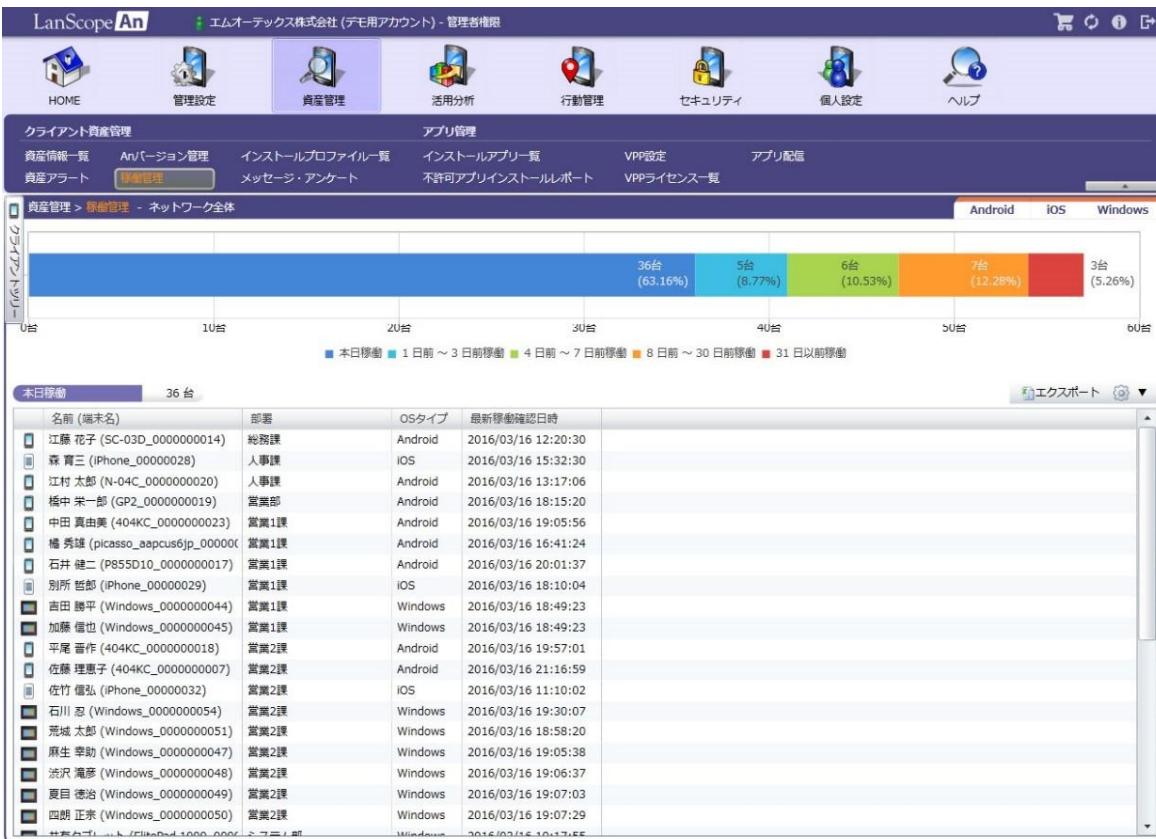 LanScope An エムオーテックス株式会社 (デモ用アカウント) - 管理者権限
HOME 管理設定 資産管理 活用分析 行動管理 セキュリティ 個人設定 ヘルプ
クライアント資産管理 アプリ管理
資産情報一覧 Anバージョン管理 インストールプロファイル一覧 インストールアプリ一覧 VPP設定 アプリ配信
資産アラート 稼働管理 メッセージ・アンケート 不許可アプリインストールレポート VPPライセンス一覧
資産管理 > 稼働管理 - ネットワーク全体 Android iOS Windows
クライアントツリー
36台 5台 6台 7台 3台
(63.16%) (8.77%) (10.53%) (12.28%) (5.26%)
0台 10台 20台 30台 40台 50台 60台
本日稼働 1 日前 ～ 3 日前稼働 4 日前 ～ 7 日前稼働 8 日前 ～ 30 日前稼働 31 日以前稼働
本日稼働 36 台 エクスポート
名前 (端末名) 部署 OSタイプ 最新稼働確認日時
江藤 花子 (SC-03D_0000000014) 総務課 Android 2016/03/16 12:20:30
森 育三 (iPhone_00000028) 人事課 iOS 2016/03/16 15:32:30
江村 太郎 (N-04C_0000000020) 人事課 Android 2016/03/16 13:17:06
橋中 栄一郎 (GP2_0000000019) 営業部 Android 2016/03/16 18:15:20
中田 真由美 (404KC_0000000023) 営業1課 Android 2016/03/16 19:05:56
橘 秀雄 (picasso_aapcus6jp_000000 営業1課 Android 2016/03/16 16:41:24
石井 健二 (P855D10_0000000017) 営業1課 Android 2016/03/16 20:01:37
別所 哲郎 (iPhone_00000029) 営業1課 iOS 2016/03/16 18:10:04
吉田 勝平 (Windows_0000000044) 営業1課 Windows 2016/03/16 18:49:23
加藤 信也 (Windows_0000000045) 営業1課 Windows 2016/03/16 18:49:23
平尾 晋作 (404KC_0000000018) 営業2課 Android 2016/03/16 19:57:01
佐藤 理恵子 (404KC_0000000007) 営業2課 Android 2016/03/16 21:16:59
佐竹 信弘 (iPhone_00000032) 営業2課 iOS 2016/03/16 11:10:02
石川 忍 (Windows_0000000054) 営業2課 Windows 2016/03/16 19:30:07
荒城 太郎 (Windows_0000000051) 営業2課 Windows 2016/03/16 18:58:20
麻生 幸助 (Windows_0000000047) 営業2課 Windows 2016/03/16 19:05:38
渋沢 滝彦 (Windows_0000000048) 営業2課 Windows 2016/03/16 19:06:37
夏目 徳治 (Windows_0000000049) 営業2課 Windows 2016/03/16 19:07:03
四朗 正宗 (Windows_0000000050) 営業2課 Windows 2016/03/16 19:07:29
共有タブレット (ElitePad 1000 システム部 Windows 2016/03/16 19:17:55